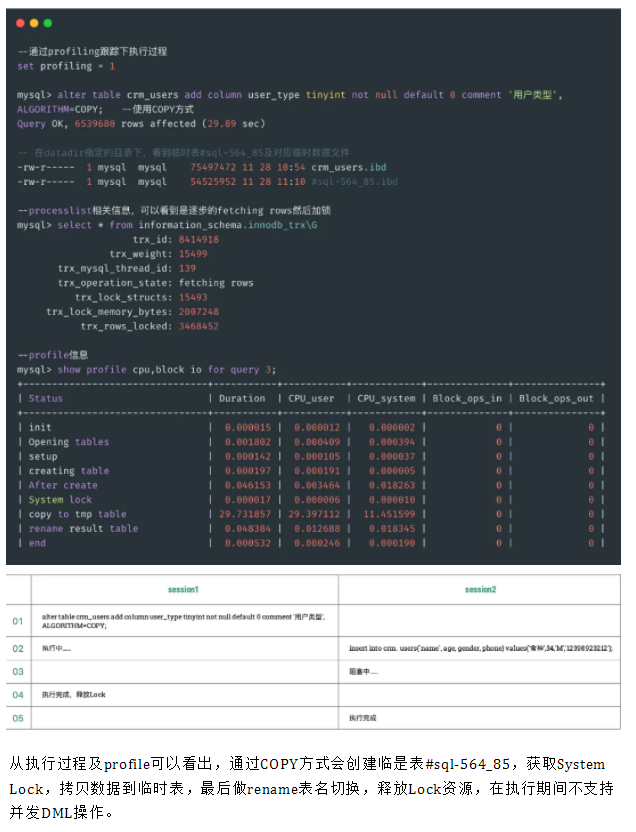 --通过profiling跟踪下执行过程
set profiling = 1
mysql> alter table crm_users add column user_type tinyint not null default 0 comment '用户类型',
ALGORITHM=COPY;   --使用COPY方式
Query OK, 6539680 rows affected (29.89 sec)
-- 在datadir指定的目录下，看到临时表#sql-564_85及对应临时数据文件
-rw-r-----  1 mysql  mysql    75497472 11 28 10:54 crm_users.ibd
-rw-r-----  1 mysql  mysql    54525952 11 28 11:10 #sql-564_85.ibd
--processlist相关信息，可以看到是逐步的fetching rows然后加锁
mysql> select * from information_schema.innodb_trx\G
trx_id: 8414918
trx_weight: 15499
trx_mysql_thread_id: 139
trx_operation_state: fetching rows
trx_lock_structs: 15493
trx_lock_memory_bytes: 2007248
trx_rows_locked: 3468452
--profile信息
mysql> show profile cpu,block io for query 3;
+--------------------------------+-----------+----------+------------+--------------+---------------+
| Status | Duration | CPU_user | CPU_system | Block_ops_in | Block_ops_out |
+--------------------------------+-----------+----------+------------+--------------+---------------+
| init | 0.000015 | 0.000012 | 0.000002 | 0 | 0 |
| Opening tables | 0.001802 | 0.000409 | 0.000394 | 0 | 0 |
| setup | 0.000142 | 0.000105 | 0.000037 | 0 | 0 |
| creating table | 0.000197 | 0.000191 | 0.000005 | 0 | 0 |
| After create | 0.046153 | 0.003464 | 0.018263 | 0 | 0 |
| System lock | 0.000017 | 0.000006 | 0.000010 | 0 | 0 |
| copy to tmp table | 29.731857 | 29.397112 | 11.451599 | 0 | 0 |
| rename result table | 0.048384 | 0.012688 | 0.018345 | 0 | 0 |
| end | 0.000532 | 0.000246 | 0.000190 | 0 | 0 |
session1 session2
01 alter table crm_users add column user_type tinyint not null default 0 comment '用户类型',
ALGORITHM=COPY;
02 执行中...... insert into crm_users('name', age, gender, phone) values('食神',34,'M','12398923212');
03 阻塞中......
04 执行完成，释放Lock
05 执行完成
从执行过程及profile可以看出，通过COPY方式会创建临是表#sql-564_85，获取System
Lock，拷贝数据到临时表，最后做rename表名切换，释放Lock资源，在执行期间不支持
并发DML操作。